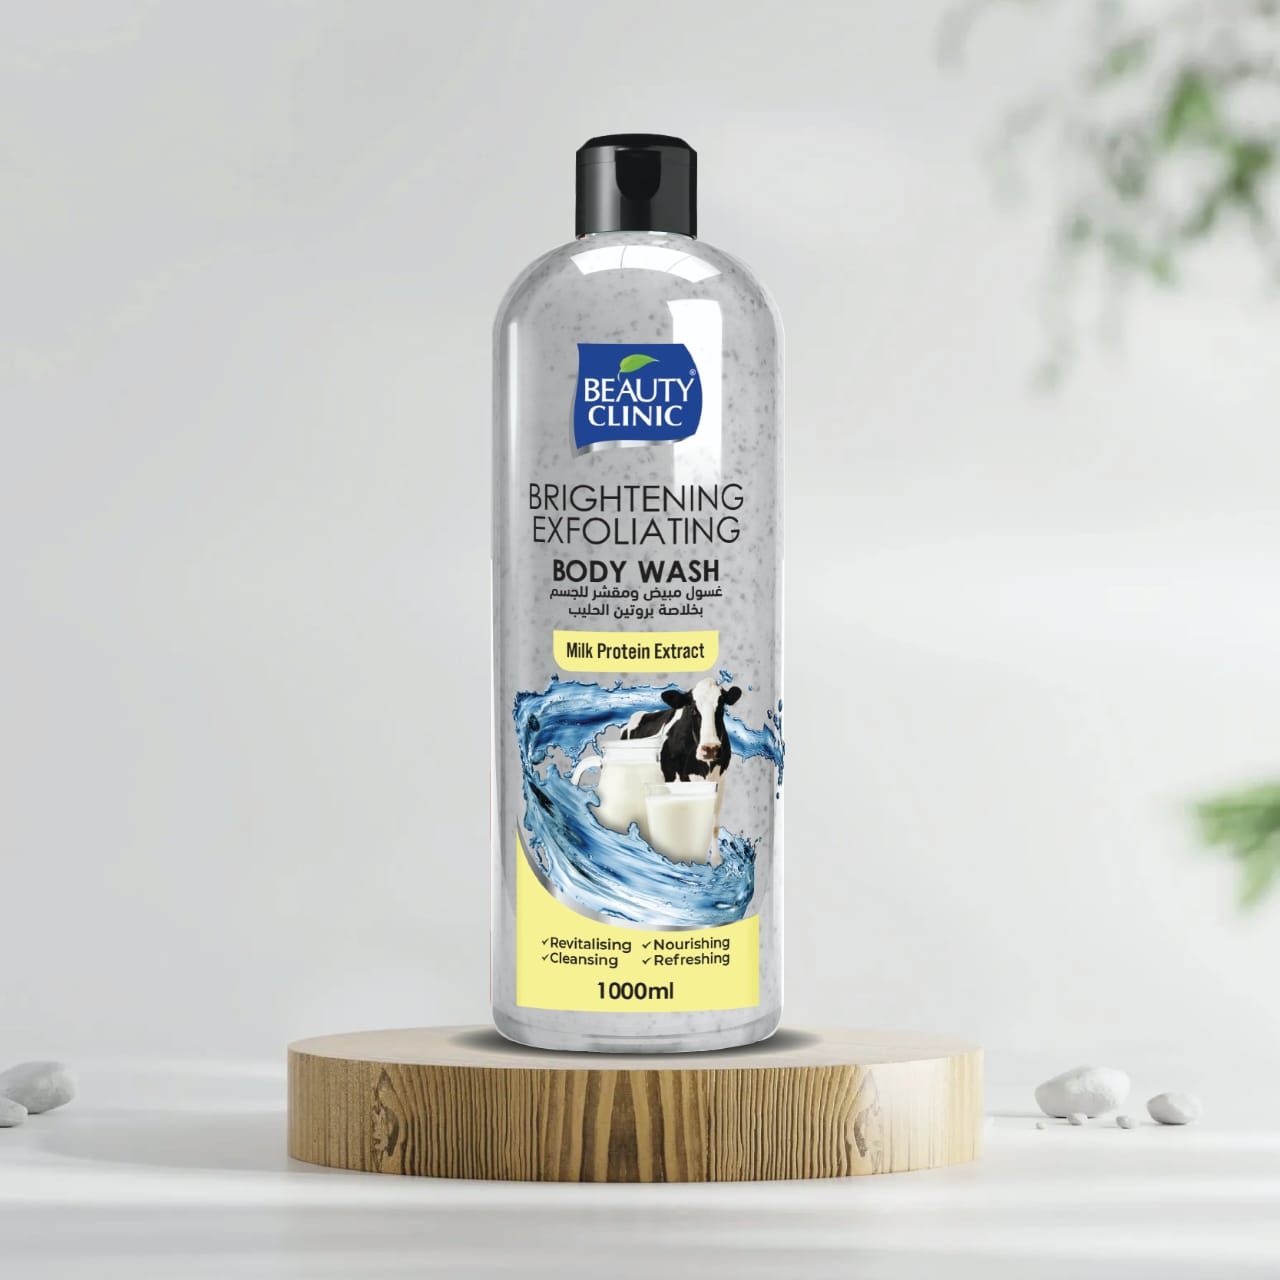 BEAUTY®
CLINIC
BRIGHTENING
EXFOLIATING
BODY WASH
غسول مبيض ومقشر للجسم
بخلاصة بروتين الحليب
Milk Protein Extract
✓Revitalising ✓Nourishing
✓Cleansing ✓Refreshing
1000ml